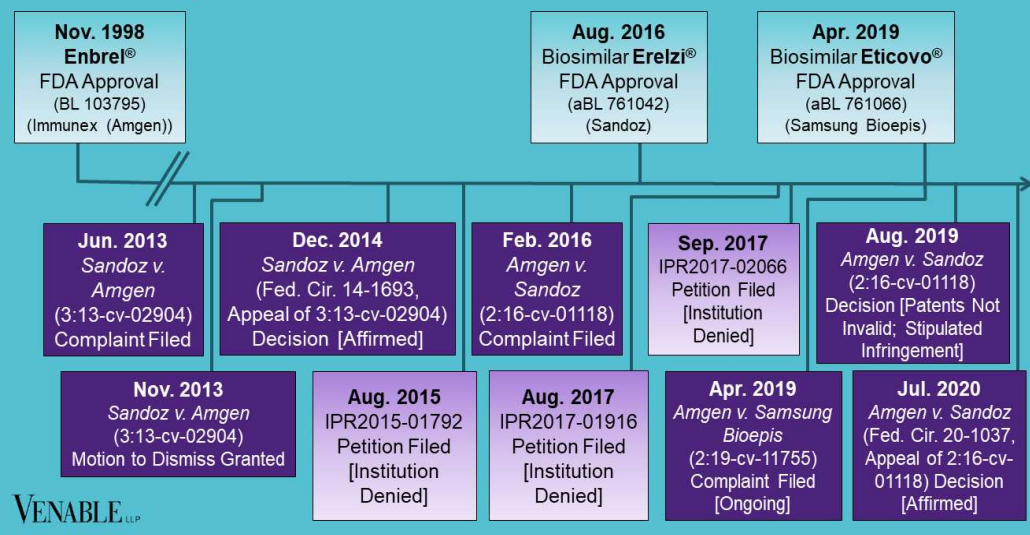 Nov. 1998
Enbrel®
FDA Approval
(BL 103795)
(Immunex (Amgen))
Aug. 2016
Biosimilar Erelzi®
FDA Approval
(aBL 761042)
(Sandoz)
Apr. 2019
Biosimilar Eticovo®
FDA Approval
(aBL 761066)
(Samsung Bioepis)
Jun. 2013
Sandoz v.
Amgen
(3:13-cv-02904)
Complaint Filed
Dec. 2014
Sandoz v. Amgen
(Fed. Cir. 14-1693,
Appeal of 3:13-cv-02904)
Decision [Affirmed]
Feb. 2016
Amgen v.
Sandoz
(2:16-cv-01118)
Complaint Filed
Sep. 2017
IPR2017-02066
Petition Filed
[Institution
Denied]
Aug. 2019
Amgen v. Sandoz
(2:16-cv-01118)
Decision [Patents Not
Invalid; Stipulated
Infringement]
Nov. 2013
Sandoz v. Amgen
(3:13-cv-02904)
Motion to Dismiss Granted
Aug. 2015
IPR2015-01792
Petition Filed
[Institution
Denied]
Aug. 2017
IPR2017-01916
Petition Filed
[Institution
Denied]
Apr. 2019
Amgen v. Samsung
Bioepis
(2:19-cv-11755)
Complaint Filed
[Ongoing]
Jul. 2020
Amgen v. Sandoz
(Fed. Cir. 20-1037,
Appeal of 2:16-cv-
01118) Decision
[Affirmed]
VENABLE LLP